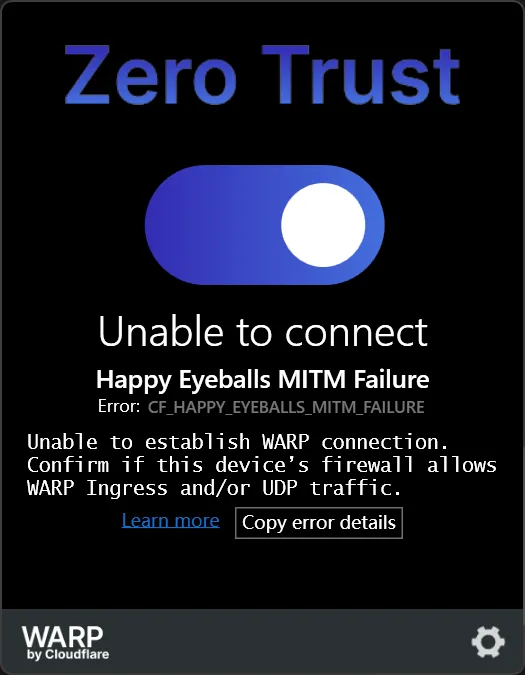 Zero Trust
Unable to connect
Happy Eyeballs MITM Failure
Error: CF_HAPPY_EYEBALLS_MITM_FAILURE
Unable to establish WARP connection.
Confirm if this device’s firewall allows
WARP Ingress and/or UDP traffic.
Learn more Copy error details
WARP
by Cloudflare